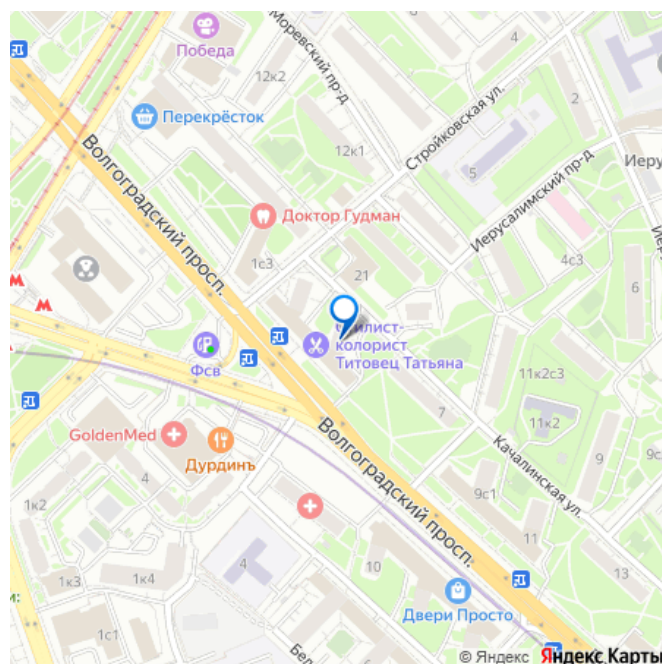 Победа
Моревский пр-д
4
12к2
Перекрёсток
Стройковская ул.
2
12к1
5
Иерусалимский пр-д
Волгоградский просп.
Доктор Гудман
1с3
21
4с3
6
стилист-
колорист
Титовец Татьяна
Фсв
11к2с3
11к2
7
GoldenMed
Дурдинъ
4
Волгоградский просп.
Качалинская ул.
9
9с1
1к2
11
13
1к3
1к4
4
10
Двери Просто
1с1
© Яндекс Яндекс Карты